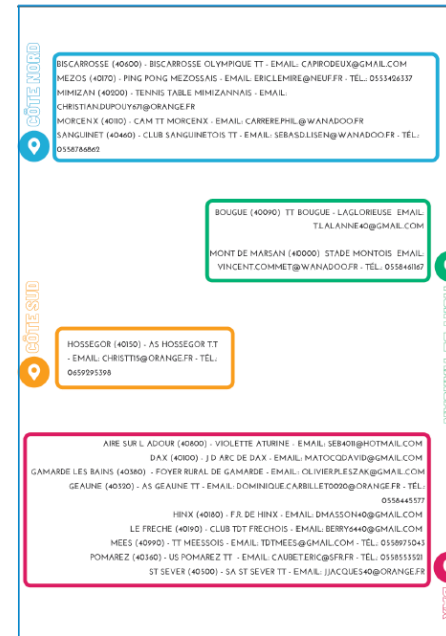 CÔTE NORD
BISCARROSSE (40600) - BISCARROSSE OLYMPIQUE TT - EMAIL: CAPIRODEUX@GMAIL.COM
MEZOS (40170) - PING PONG MEZOSSAIS - EMAIL: ERIC.LEMIRE@NEUF.FR - TÉL.: 0553426337
MIMIZAN (40200) - TENNIS TABLE MIMIZANNAIS - EMAIL:
CHRISTIAN.DUPOUY671@ORANGE.FR
MORCENX (40110) - CAM TT MORCENX - EMAIL: CARRERE.PHIL@WANADOO.FR
SANGUINET (40460) - CLUB SANGUINETOIS TT - EMAIL: SEBASD.LISEN@WANADOO.FR - TÉL.:
0558786862
BOUGUE (40090) TT BOUGUE - LAGLORIEUSE EMAIL:
T.LALANNE40@GMAIL.COM
MONT DE MARSAN (40000) STADE MONTOIS EMAIL:
VINCENT.COMMET@WANADOO.FR - TÉL.: 0558461167
CÔTE SUD
HOSSEGOR (40150) - AS HOSSEGOR T.T
- EMAIL: CHRISTT15@ORANGE.FR - TÉL.:
0659295398
AIRE SUR L ADOUR (40800) - VIOLETTE ATURINE - EMAIL: SEB4011@HOTMAIL.COM
DAX (40100) - J D ARC DE DAX - EMAIL: MATOCQDAVID@GMAIL.COM
GAMARDE LES BAINS (40380) - FOYER RURAL DE GAMARDE - EMAIL: OLIVIER.PLESZAK@GMAIL.COM
GEAUNE (40320) - AS GEAUNE TT - EMAIL: DOMINIQUE.CARBILLET0020@ORANGE.FR - TÉL.:
0558445577
HINX (40180) - F.R. DE HINX - EMAIL: DMASSON40@GMAIL.COM
LE FRECHE (40190) - CLUB TDT FRECHOIS - EMAIL: BERRY6440@GMAIL.COM
MEES (40990) - TT MEESSOIS - EMAIL: TDTMEES@GMAIL.COM - TÉL.: 0558975043
POMAREZ (40360) - US POMAREZ TT - EMAIL: CAUBET.ERIC@SFR.FR - TÉL.: 0558533521
ST SEVER (40500) - SA ST SEVER TT - EMAIL: JJACQUES40@ORANGE.FR